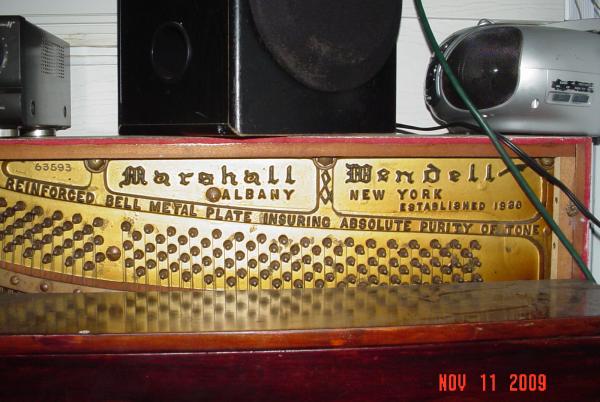 63593
Marshall Wendell
ALBANY NEW YORK
ESTABLISHED 1836
REINFORGED BELL METAL PLATE INSURING ABSOLUTE PURITY OF TONE
NOV 11 2009